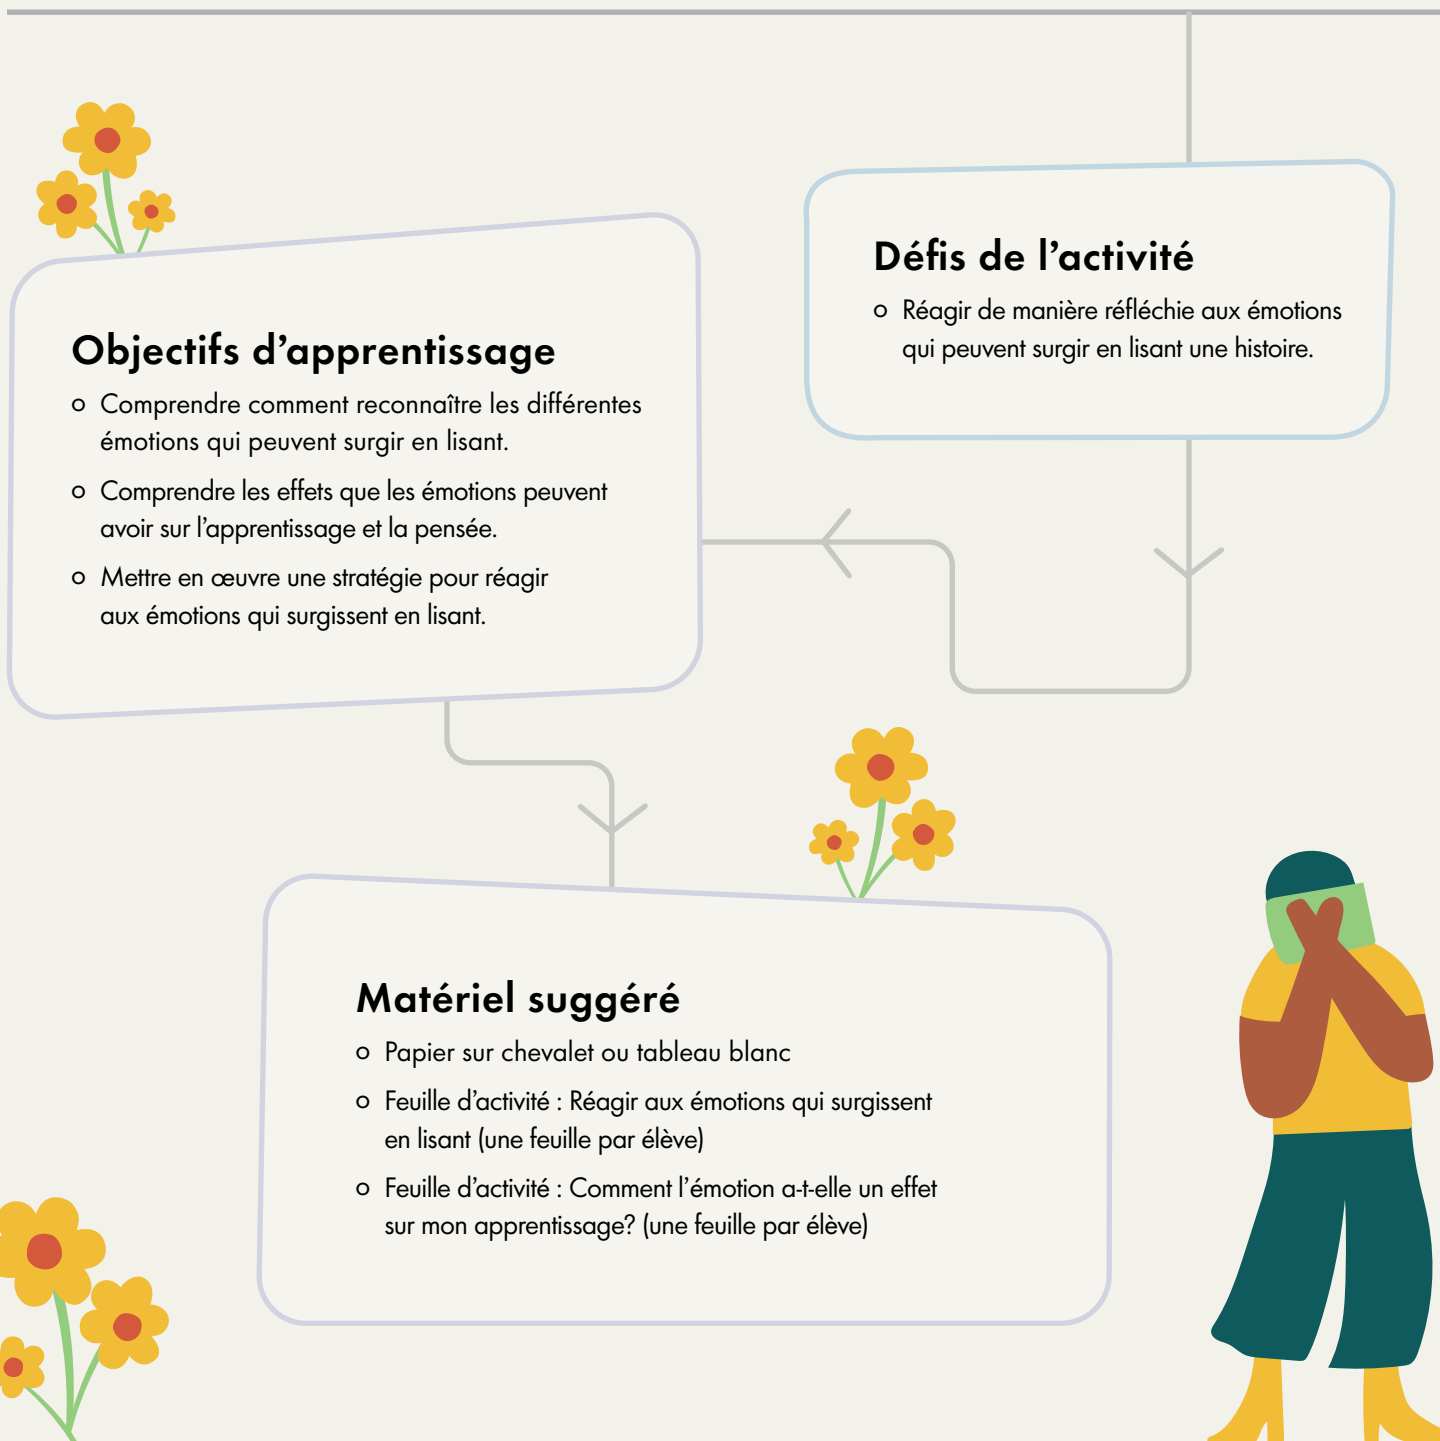 Défis de l’activité
o Réagir de manière réfléchie aux émotions
qui peuvent surgir en lisant une histoire.
Objectifs d’apprentissage
o Comprendre comment reconnaître les différentes
émotions qui peuvent surgir en lisant.
o Comprendre les effets que les émotions peuvent
avoir sur l’apprentissage et la pensée.
o Mettre en œuvre une stratégie pour réagir
aux émotions qui surgissent en lisant.
Matériel suggéré
o Papier sur chevalet ou tableau blanc
o Feuille d’activité : Réagir aux émotions qui surgissent
en lisant (une feuille par élève)
o Feuille d’activité : Comment l’émotion a-t-elle un effet
sur mon apprentissage? (une feuille par élève)